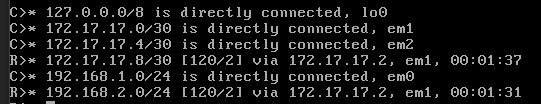 C>* 127.0.0.0/8 is directly connected, lo0
C>* 172.17.17.0/30 is directly connected, em1
C>* 172.17.17.4/30 is directly connected, em2
R>* 172.17.17.8/30 [120/2] via 172.17.17.2, em1, 00:01:37
C>* 192.168.1.0/24 is directly connected, em0
R>* 192.168.2.0/24 [120/2] via 172.17.17.2, em1, 00:01:31